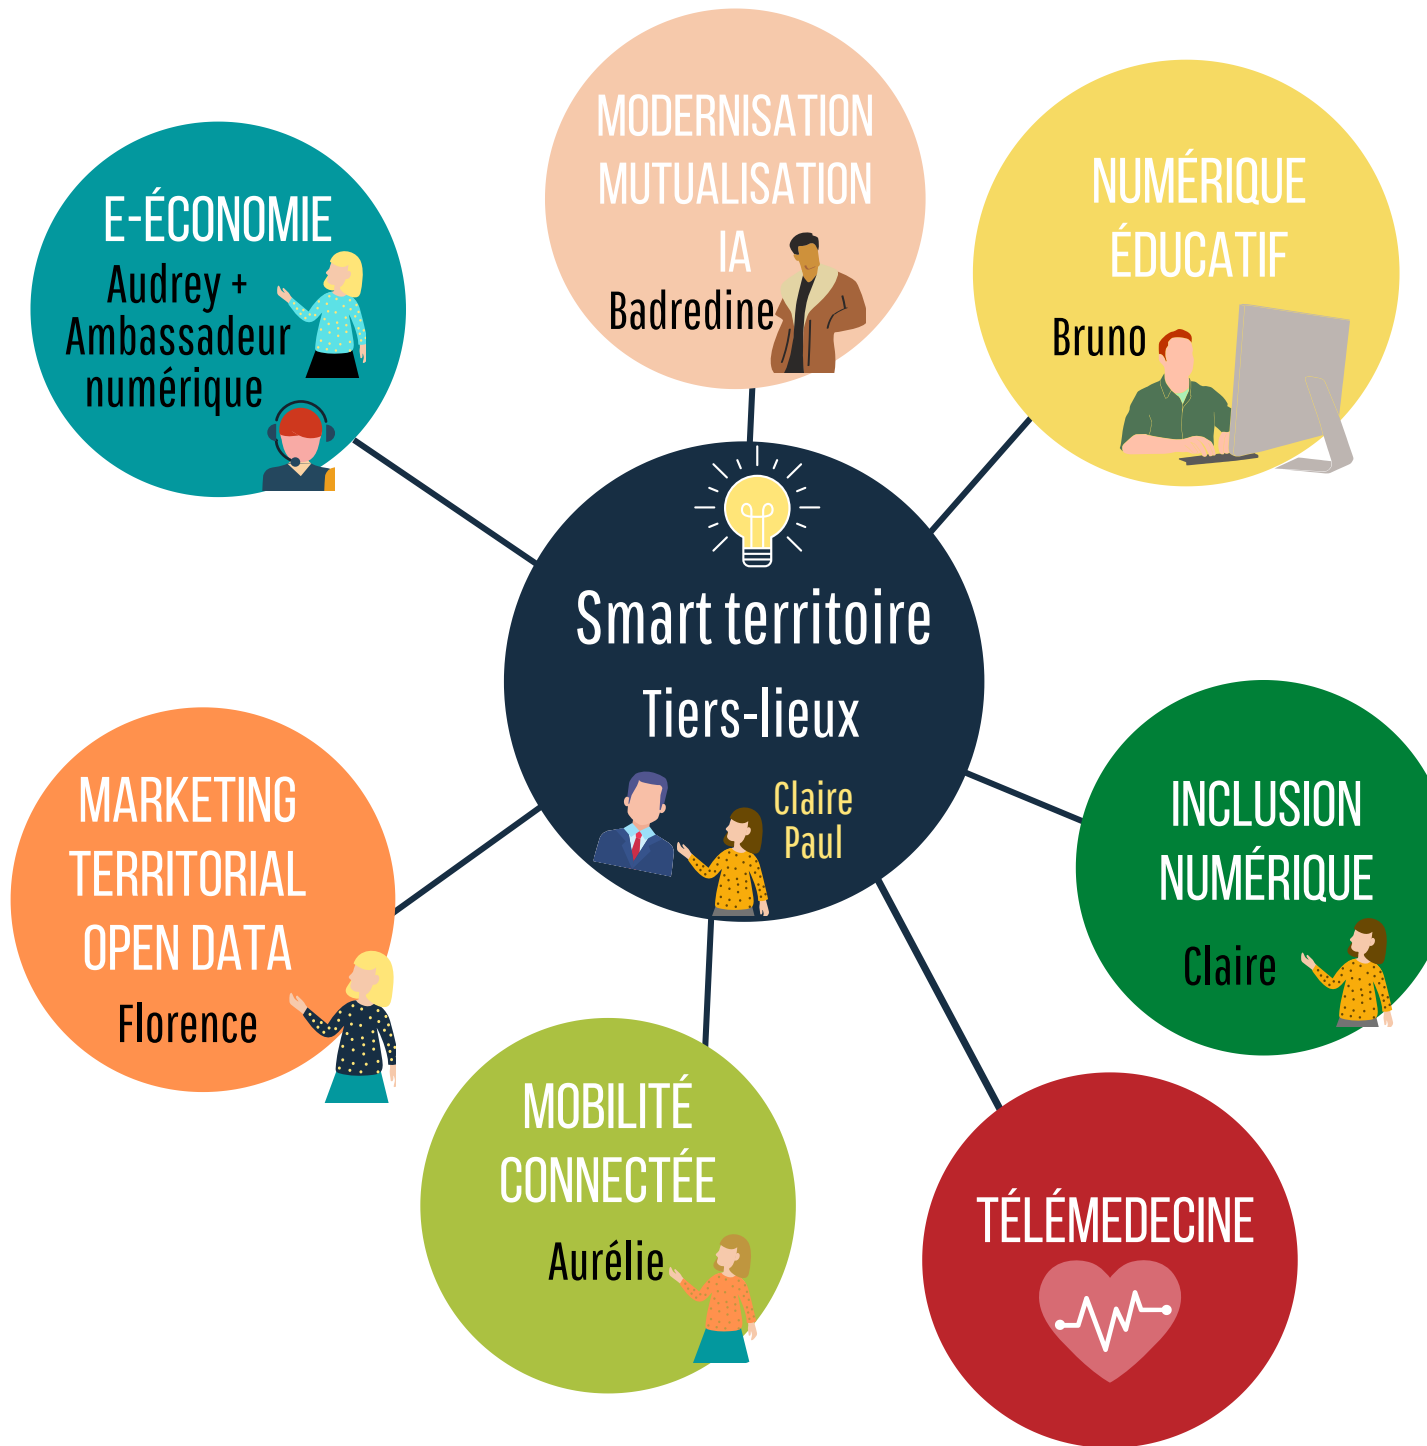 MODERNISATION
MUTUALISATION
IA
Badredine
E-ÉCONOMIE
Audrey +
Ambassadeur
numérique
NUMÉRIQUE
ÉDUCATIF
Bruno
Smart territoire
Tiers-lieux
Claire
Paul
MARKETING
TERRITORIAL
OPEN DATA
Florence
INCLUSION
NUMÉRIQUE
Claire
MOBILITÉ
CONNECTÉE
Aurélie
TÉLÉMEDECINE